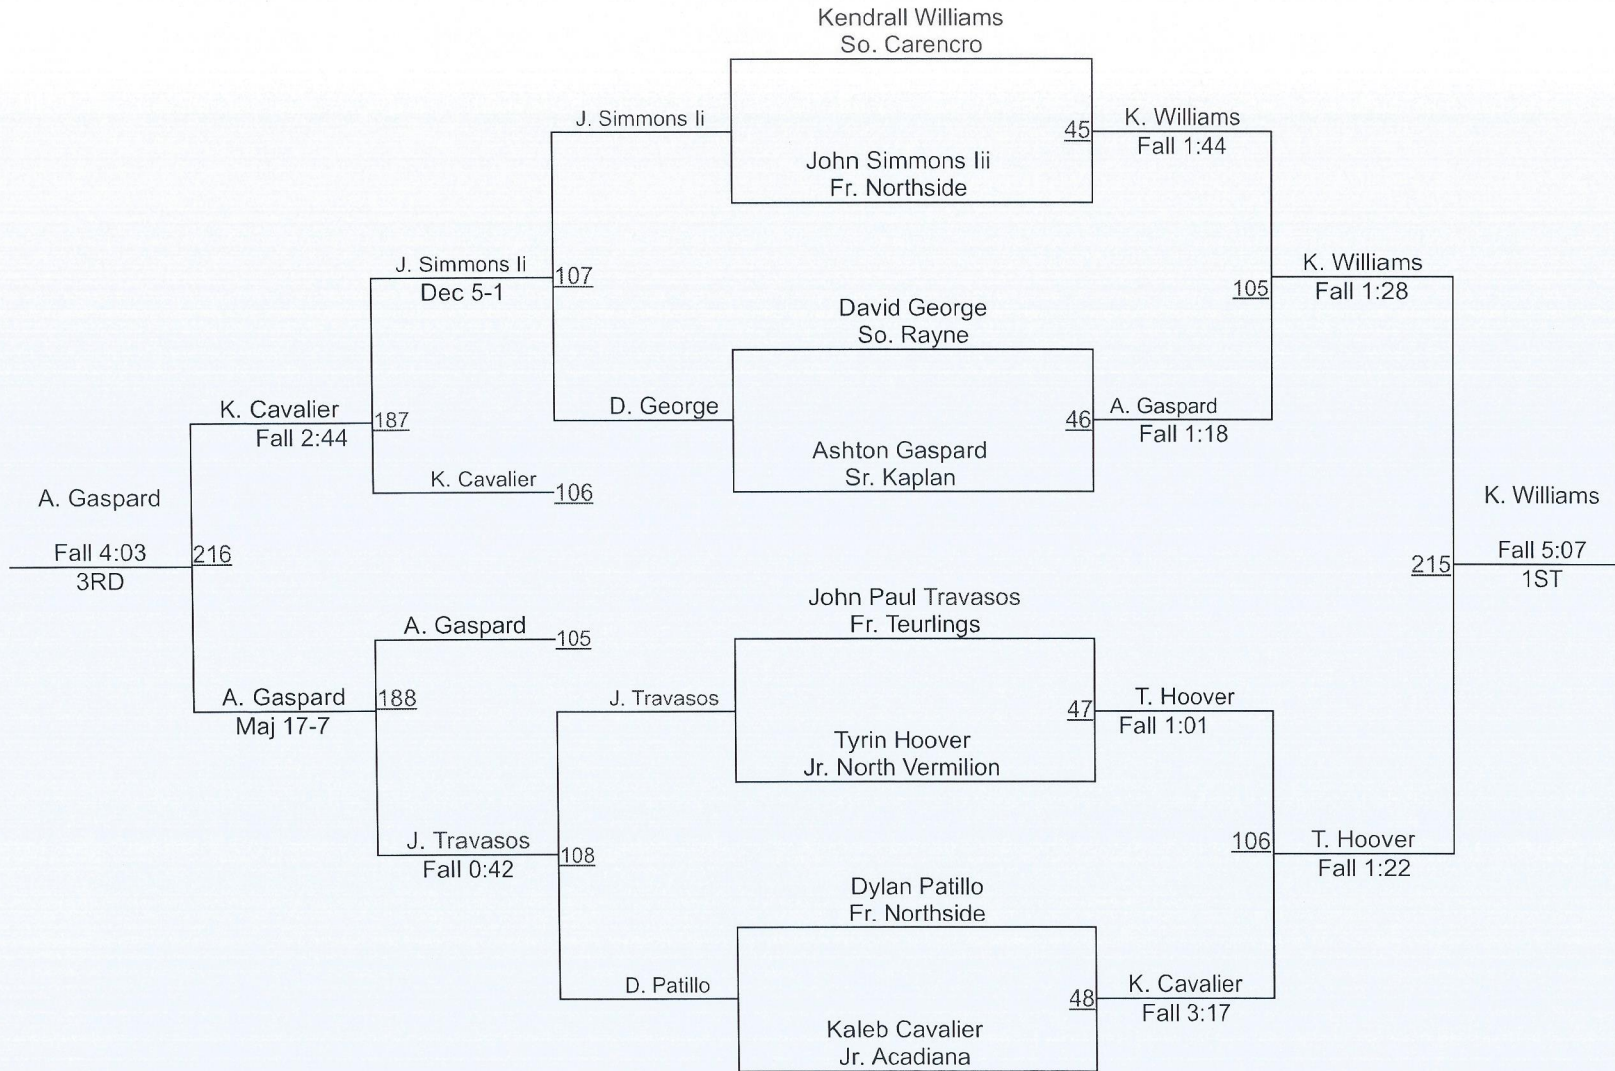 Kendrall Williams
So. Carencro
J. Simmons Ii
45
K. Williams
Fall 1:44
John Simmons Iii
Fr. Northside
J. Simmons Ii
Dec 5-1
107
K. Williams
Fall 1:28
105
David George
So. Rayne
K. Cavalier
Fall 2:44
187
D. George
46
A. Gaspard
Fall 1:18
Ashton Gaspard
Sr. Kaplan
K. Cavalier
106
A. Gaspard
Fall 4:03
3RD
216
K. Williams
Fall 5:07
1ST
215
John Paul Travasos
Fr. Teurlings
A. Gaspard
105
A. Gaspard
Maj 17-7
188
J. Travasos
47
T. Hoover
Fall 1:01
Tyrin Hoover
Jr. North Vermilion
J. Travasos
Fall 0:42
108
106
T. Hoover
Fall 1:22
Dylan Patillo
Fr. Northside
D. Patillo
48
K. Cavalier
Fall 3:17
Kaleb Cavalier
Jr. Acadiana